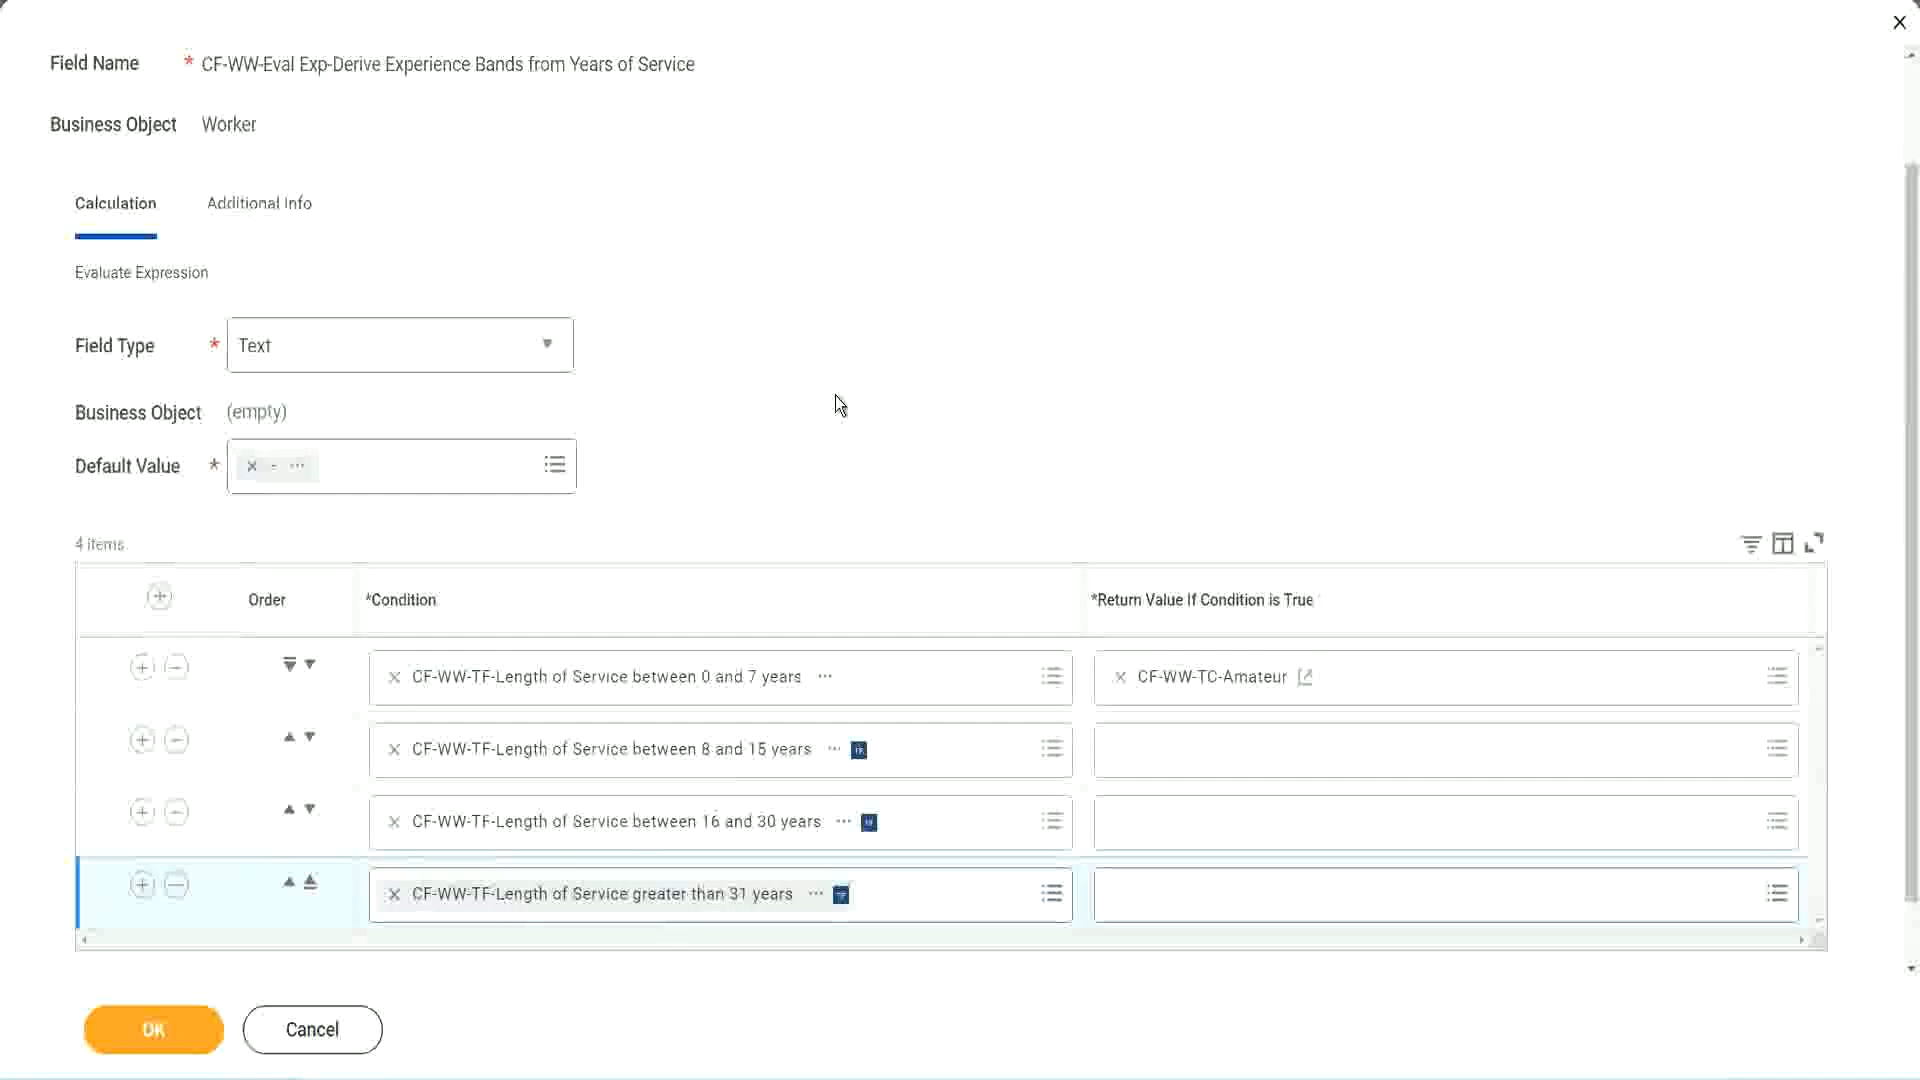 Field Name * CF-WW-Eval Exp-Derive Experience Bands from Years of Service
Business Object Worker
Calculation Additional Info
Evaluate Expression
Field Type * Text
Business Object (empty)
Default Value * × - ...
4 items
Order *Condition *Return Value If Condition is True
× CF-WW-TF-Length of Service between 0 and 7 years ... × CF-WW-TC-Amateur
× CF-WW-TF-Length of Service between 8 and 15 years ...
× CF-WW-TF-Length of Service between 16 and 30 years ...
× CF-WW-TF-Length of Service greater than 31 years ...
OK Cancel